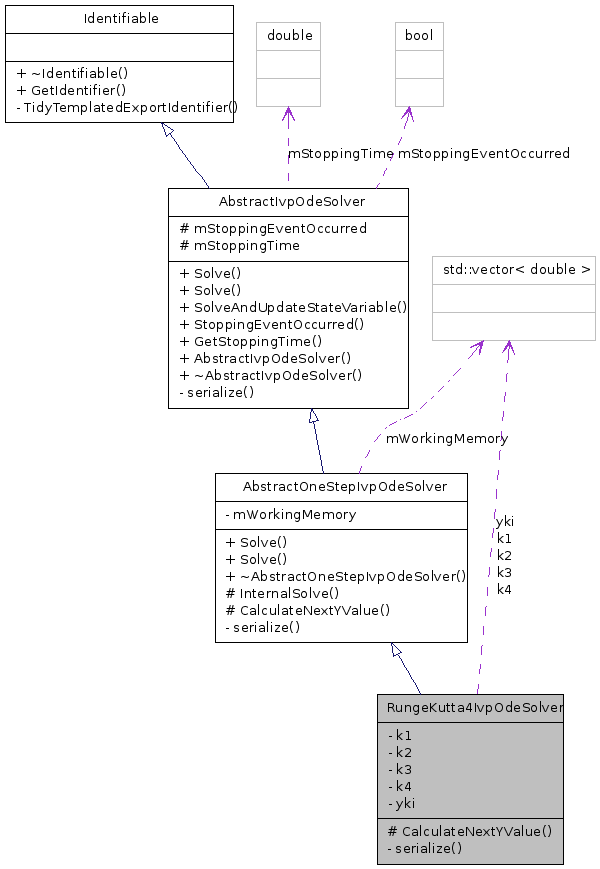 Identifiable
+ ~Identifiable()
+ GetIdentifier()
- TidyTemplatedExportIdentifier()
double
bool
mStoppingTime
mStoppingEventOccurred
AbstractIvpOdeSolver
# mStoppingEventOccurred
# mStoppingTime
+ Solve()
+ Solve()
+ SolveAndUpdateStateVariable()
+ StoppingEventOccurred()
+ GetStoppingTime()
+ AbstractIvpOdeSolver()
+ ~AbstractIvpOdeSolver()
- serialize()
std::vector< double >
mWorkingMemory
AbstractOneStepIvpOdeSolver
- mWorkingMemory
+ Solve()
+ Solve()
+ ~AbstractOneStepIvpOdeSolver()
# InternalSolve()
# CalculateNextYValue()
- serialize()
yki
k1
k2
k3
k4
RungeKutta4IvpOdeSolver
- k1
- k2
- k3
- k4
- yki
# CalculateNextYValue()
- serialize()